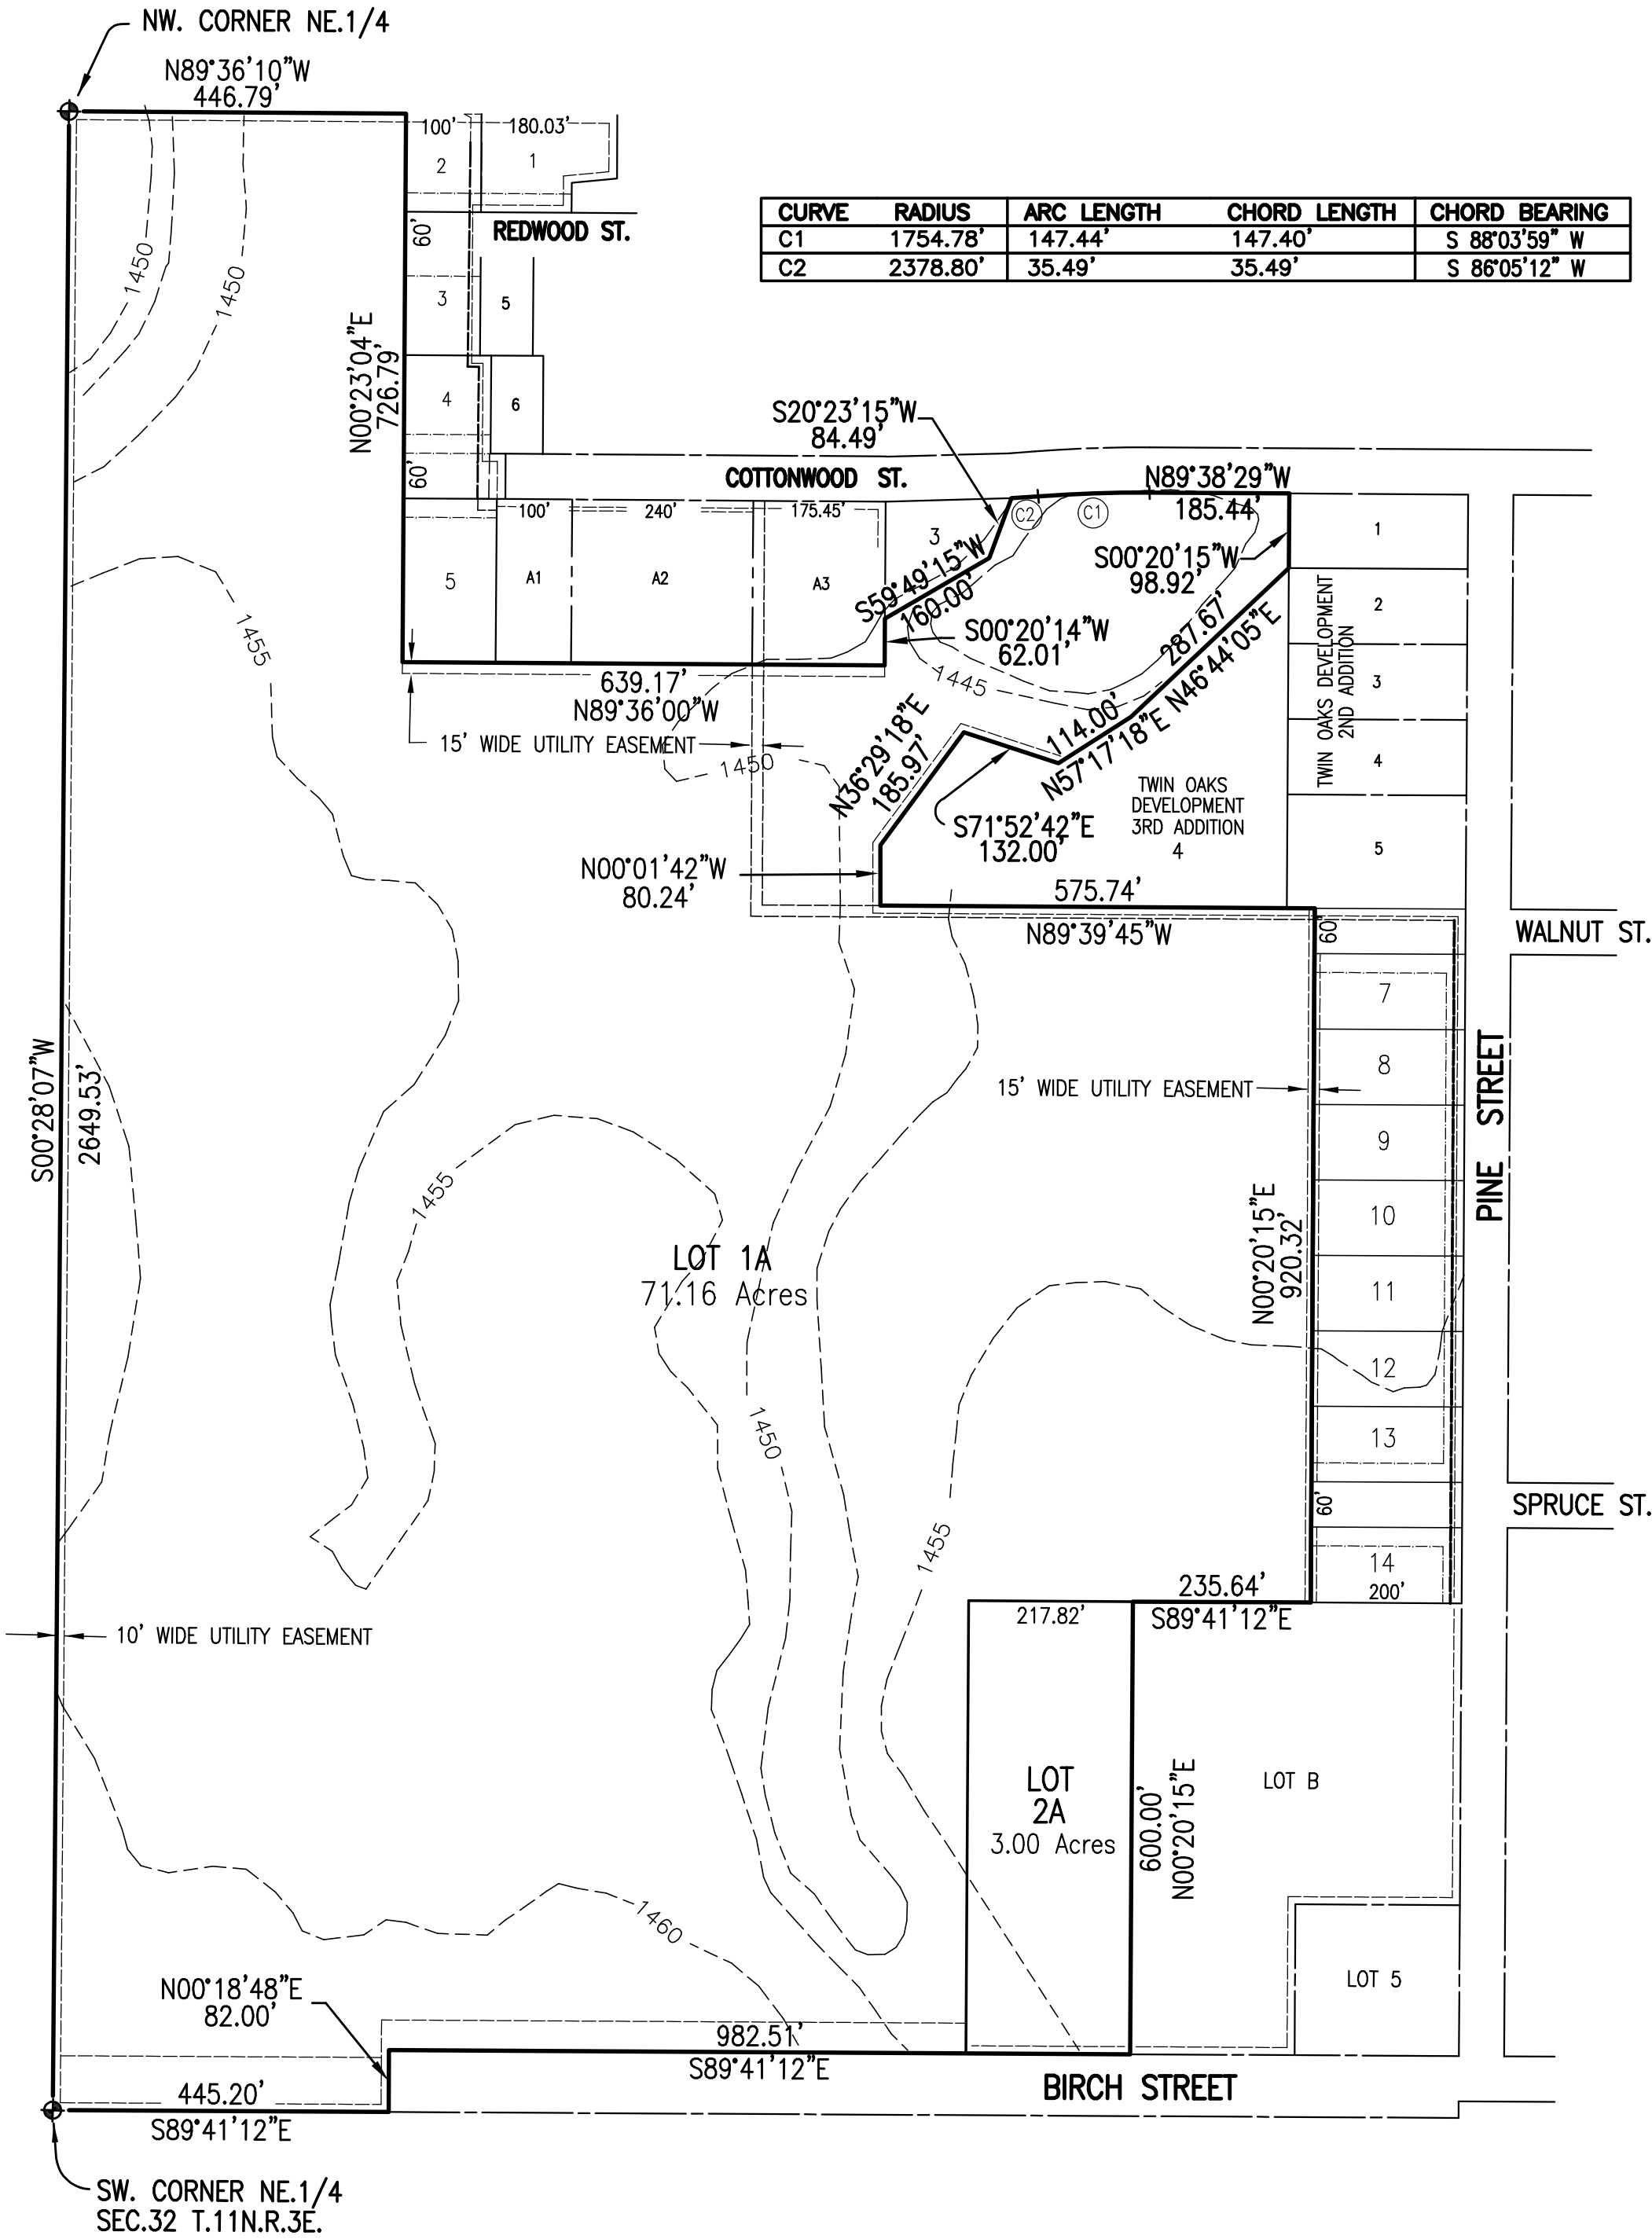 NW. CORNER NE.1/4
N89°36'10"W
446.79'
100'
180.03'
2
1
60'
REDWOOD ST.
CURVE RADIUS ARC LENGTH CHORD LENGTH CHORD BEARING
C1 1754.78' 147.44' 147.40' S 88°03'59" W
C2 2378.80' 35.49' 35.49' S 86°05'12" W
1450
1450
3
5
N00°23'04"E
726.79'
4
6
60'
S20°23'15"W
84.49'
COTTONWOOD ST.
N89°38'29"W
185.44'
C2
C1
100'
240'
175.45'
3
5
A1
A2
A3
S59°49'15"W
160.00'
S00°20'15"W
98.92'
S00°20'14"W
62.01'
287.67'
N46°44'05"E
1
2
3
4
5
TWIN OAKS DEVELOPMENT
2ND ADDITION
1455
1445
639.17'
N89°36'00"W
15' WIDE UTILITY EASEMENT
1450
N36°29'18"E
185.97'
114.00'
N57°17'18"E
S71°52'42"E
132.00'
TWIN OAKS
DEVELOPMENT
3RD ADDITION
4
N00°01'42"W
80.24'
575.74'
N89°39'45"W
60'
WALNUT ST.
7
8
9
10
11
12
13
60'
14
200'
PINE STREET
15' WIDE UTILITY EASEMENT
S00°28'07"W
2649.53'
1455
LOT 1A
71.16 Acres
N00°20'15"E
920.32'
1450
1455
SPRUCE ST.
235.64'
S89°41'12"E
217.82'
10' WIDE UTILITY EASEMENT
LOT
2A
3.00 Acres
600.00'
N00°20'15"E
LOT B
1460
LOT 5
N00°18'48"E
82.00'
982.51'
S89°41'12"E
BIRCH STREET
445.20'
S89°41'12"E
SW. CORNER NE.1/4
SEC.32 T.11N.R.3E.